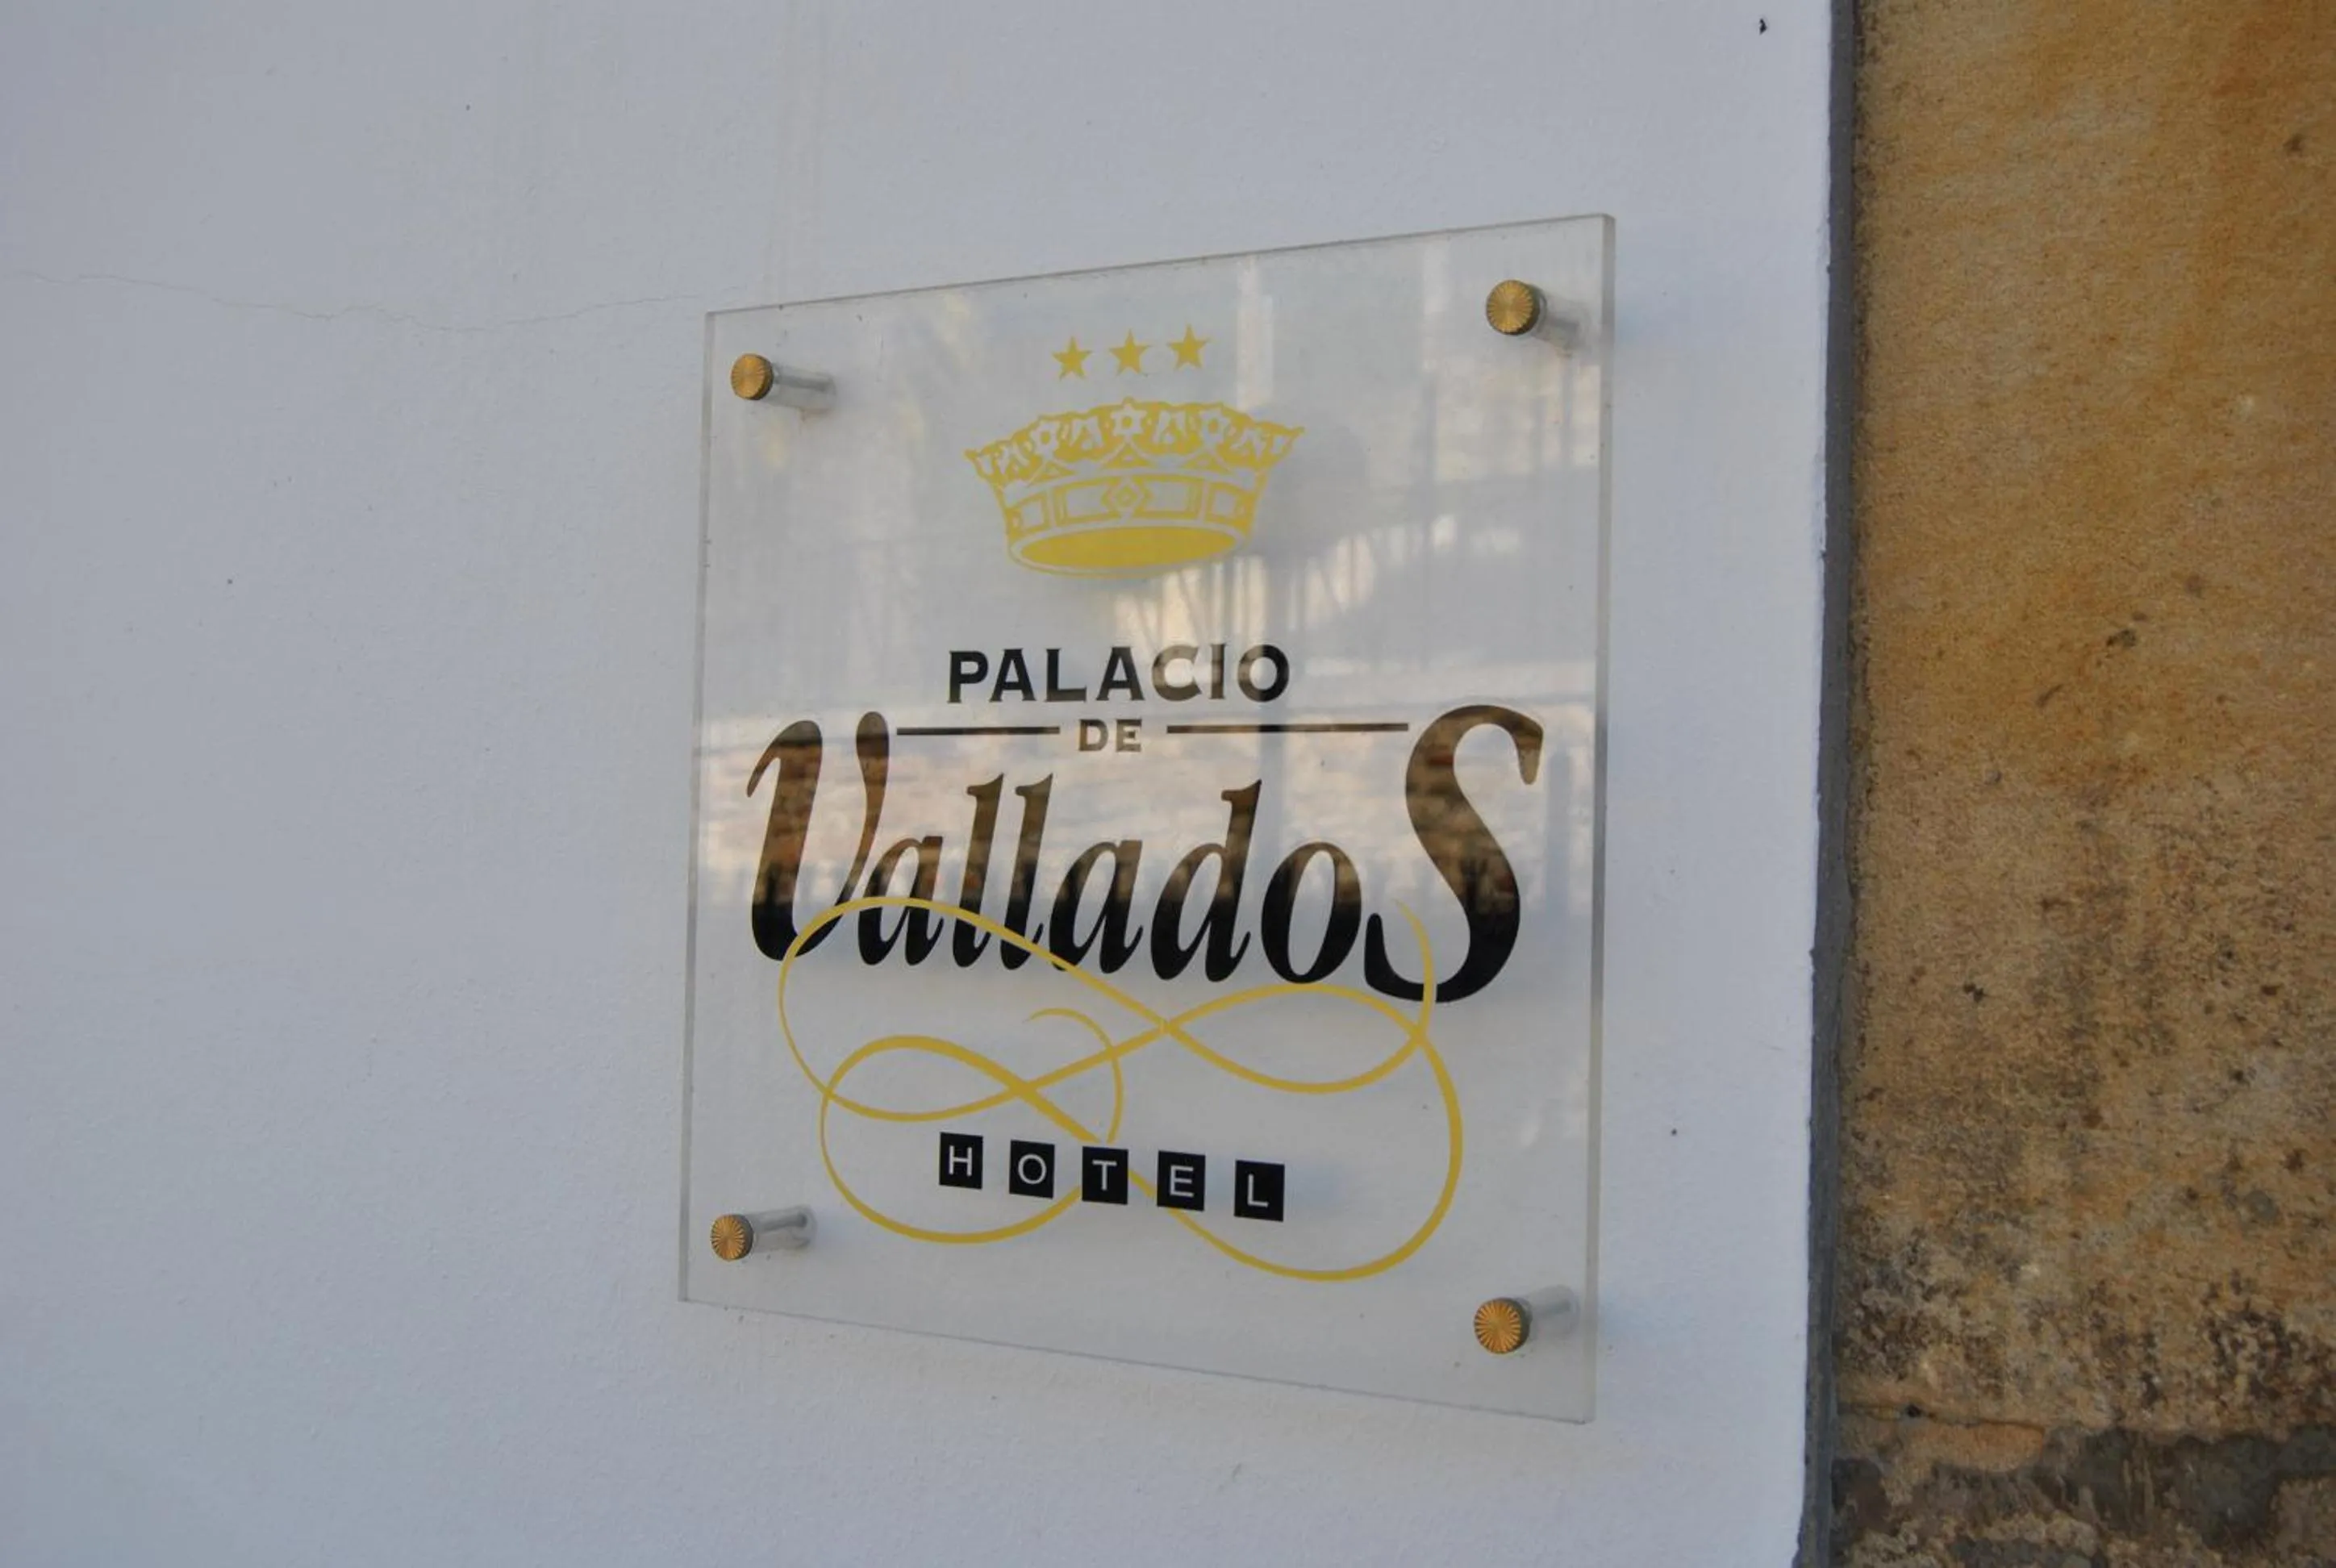 PALACIO
DE
ValladoS
HOTEL